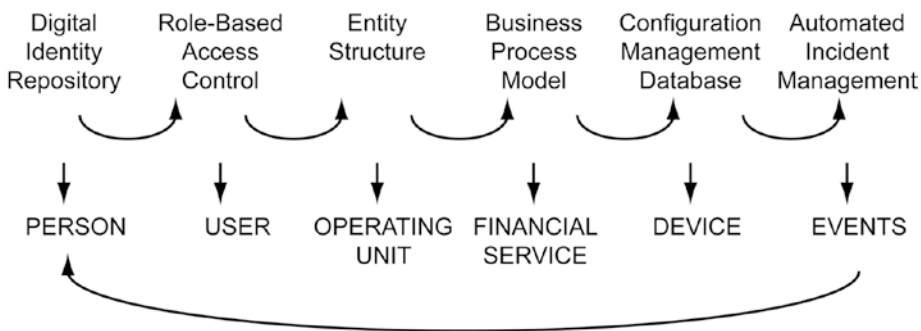 Digital
Identity
Repository
Role-Based
Access
Control
Entity
Structure
Business
Process
Model
Configuration
Management
Database
Automated
Incident
Management
PERSON
USER
OPERATING
UNIT
FINANCIAL
SERVICE
DEVICE
EVENTS